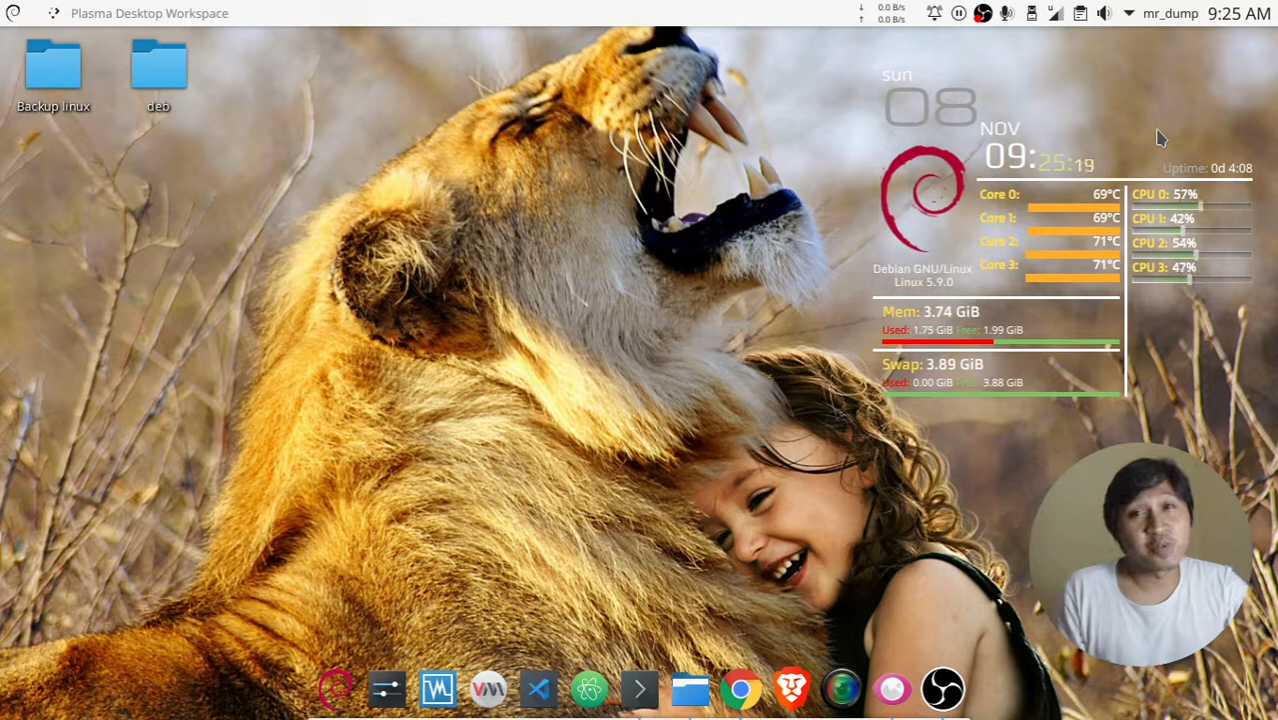 Plasma Desktop Workspace
↓ 0.0 B/s
↑ 0.0 B/s
mr_dump
9:25 AM
Backup linux
deb
sun
08
NOV
09:25:19
Uptime: 0d 4:08
Core 0: 69°C
CPU 0: 57%
Core 1: 69°C
CPU 1: 42%
Core 2: 71°C
CPU 2: 54%
Core 3: 71°C
CPU 3: 47%
Debian GNU/Linux
Linux 5.9.0
Mem: 3.74 GiB
Used: 1.75 GiB Free: 1.99 GiB
Swap: 3.89 GiB
Used: 0.00 GiB Free: 3.88 GiB